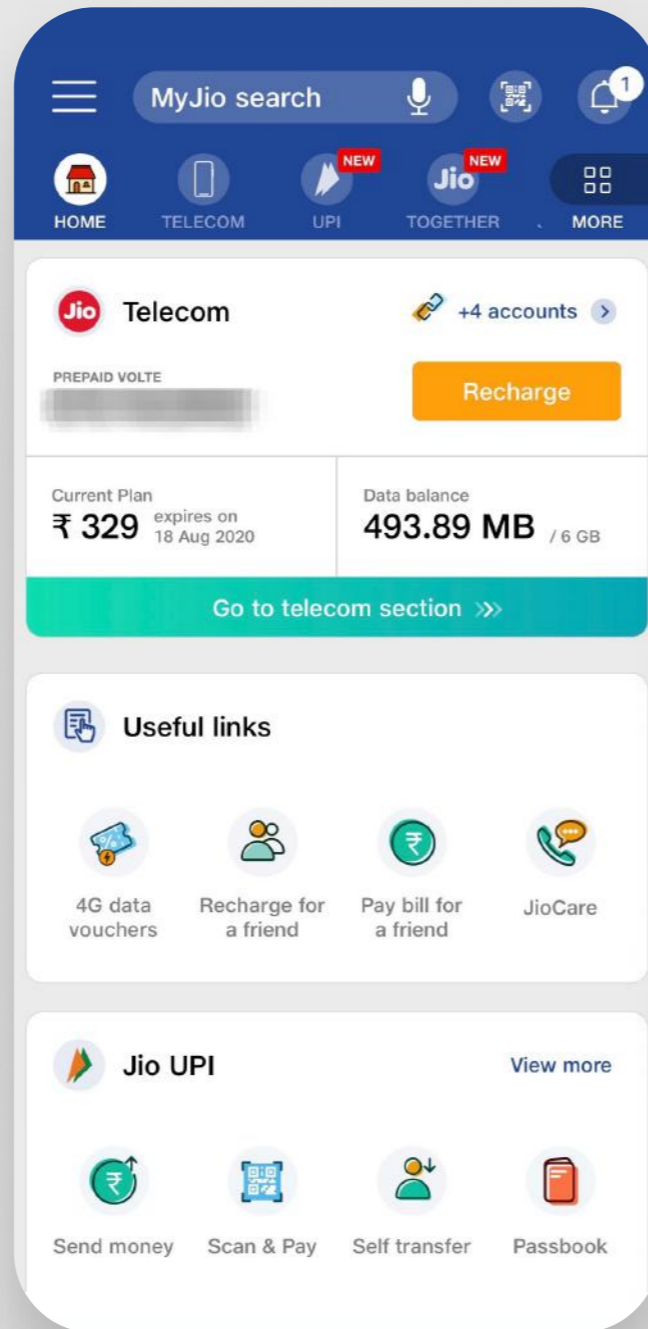 MyJio search
1
NEW
NEW
Jio
HOME
TELECOM
UPI
TOGETHER
MORE
Jio
Telecom
+4 accounts
PREPAID VOLTE
Recharge
Current Plan
₹ 329 expires on
18 Aug 2020
Data balance
493.89 MB / 6 GB
Go to telecom section
Useful links
4G data
vouchers
Recharge for
a friend
Pay bill for
a friend
JioCare
Jio UPI
View more
Send money
Scan & Pay
Self transfer
Passbook